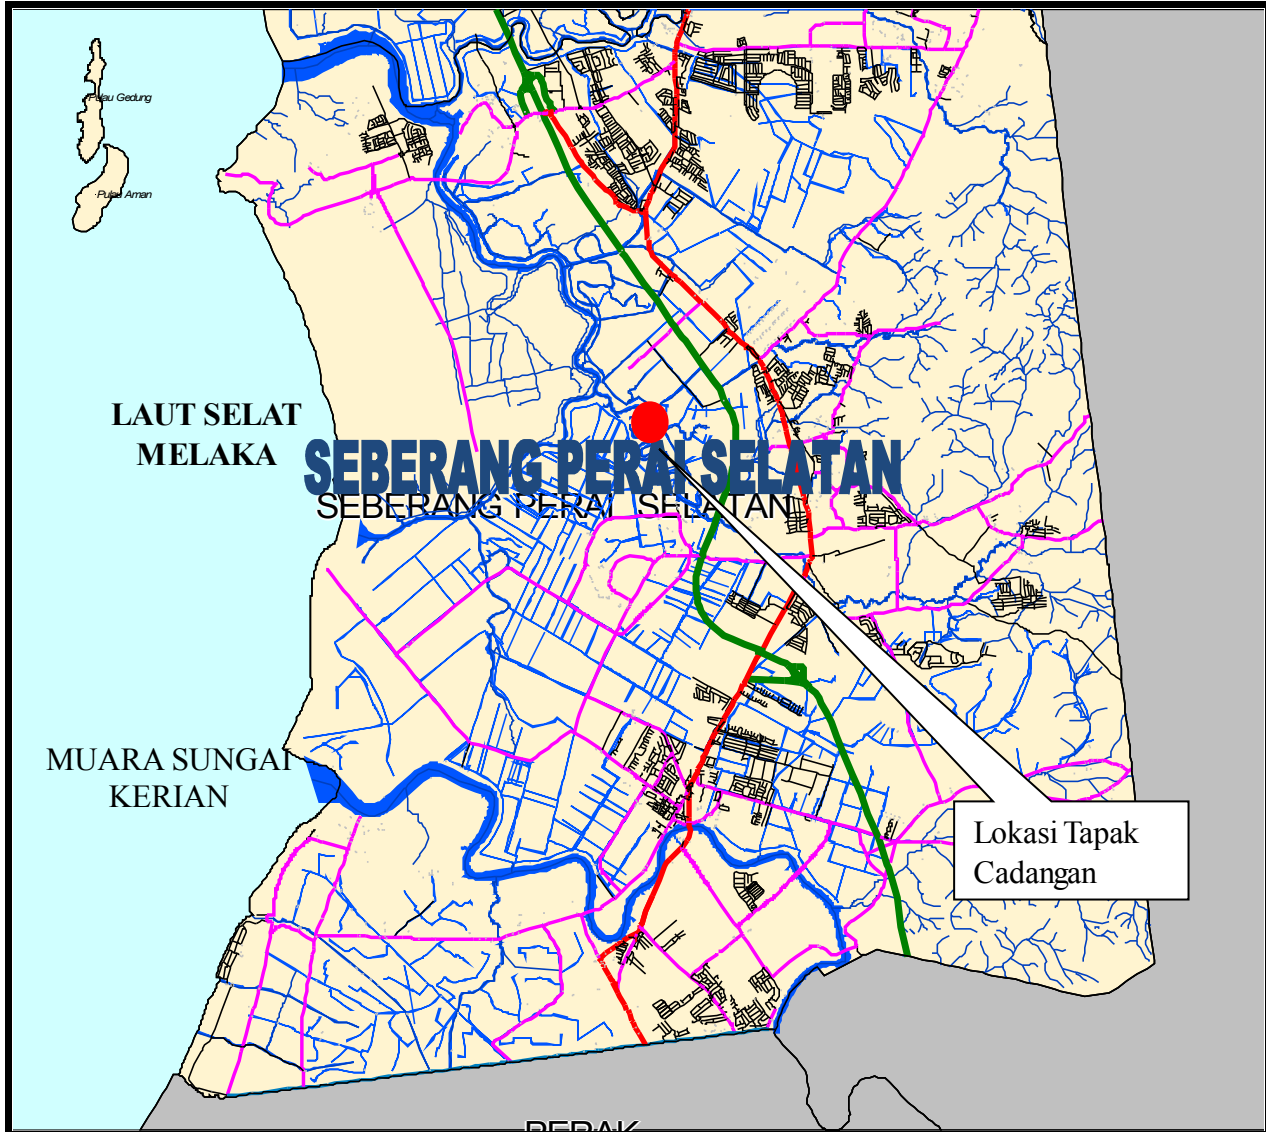 Pulau Gedung
Pulau Aman
LAUT SELAT
MELAKA
SEBERANG PERAI SELATAN
SEBERANG PERAI SELATAN
MUARA SUNGAI
KERIAN
Lokasi Tapak
Cadangan
PERAK